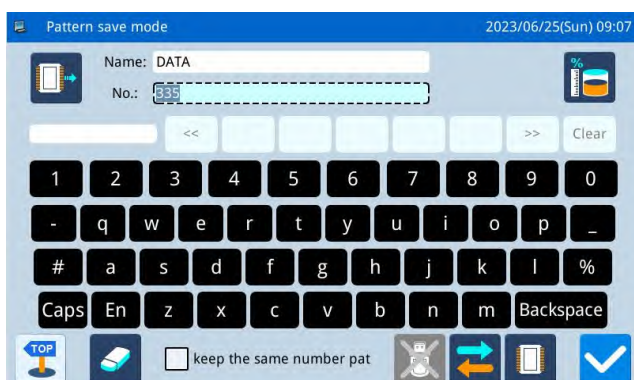 Pattern save mode 2023/06/25(Sun) 09:07
Name: DATA
No.: 335
%
<< >> Clear
1 2 3 4 5 6 7 8 9 0
- q w e r t y u i o p _
# a s d f g h j k l %
Caps En z x c v b n m Backspace
TOP keep the same number pat